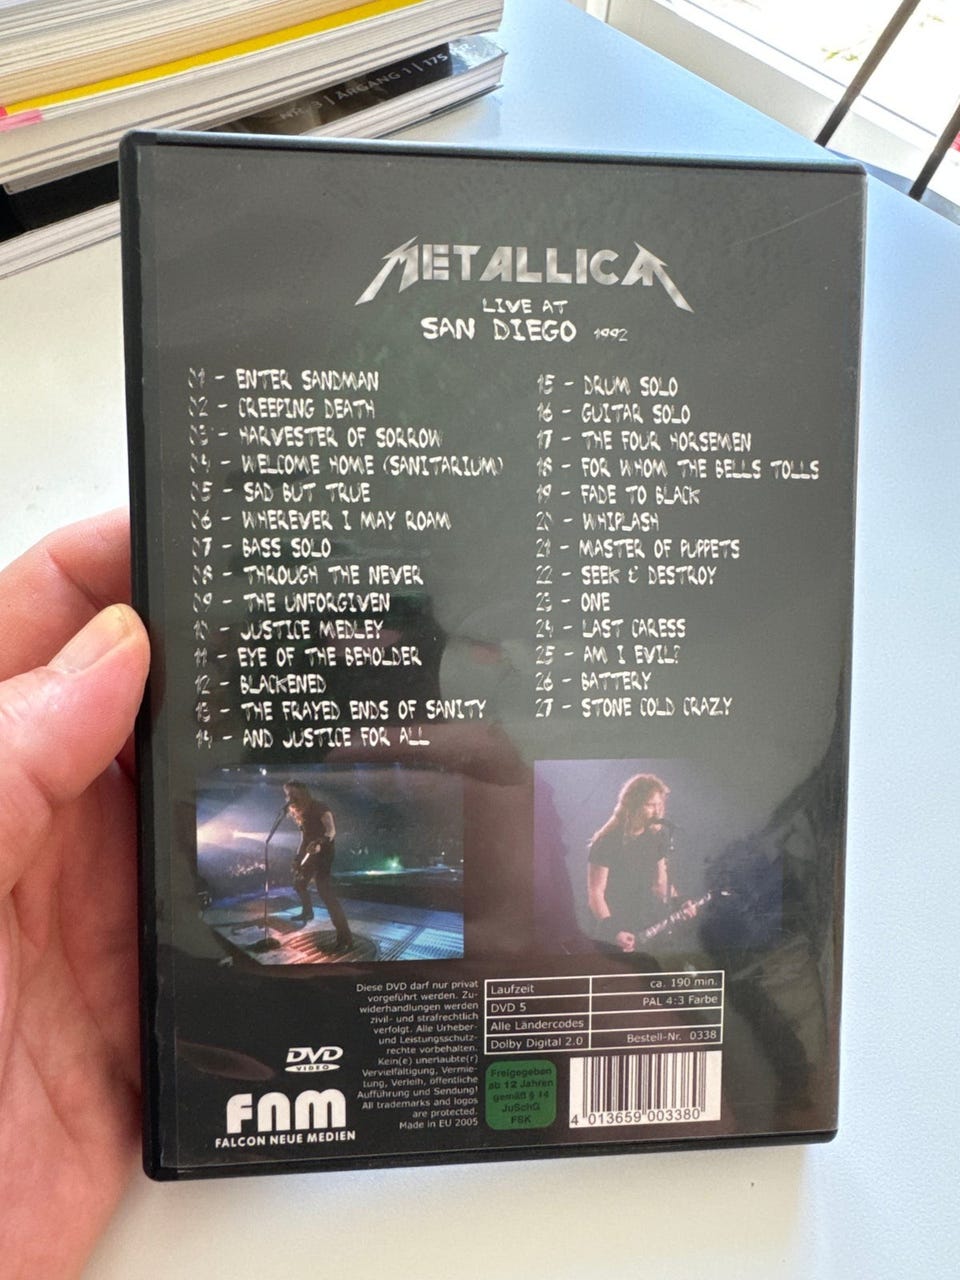 NR. 3 | ÅRGANG 1 | 175
METALLICA
LIVE AT
SAN DIEGO 1992
01 - ENTER SANDMAN
02 - CREEPING DEATH
03 - HARVESTER OF SORROW
04 - WELCOME HOME (SANITARIUM)
05 - SAD BUT TRUE
06 - WHEREVER I MAY ROAM
07 - BASS SOLO
08 - THROUGH THE NEVER
09 - THE UNFORGIVEN
10 - JUSTICE MEDLEY
11 - EYE OF THE BEHOLDER
12 - BLACKENED
13 - THE FRAYED ENDS OF SANITY
14 - AND JUSTICE FOR ALL
15 - DRUM SOLO
16 - GUITAR SOLO
17 - THE FOUR HORSEMEN
18 - FOR WHOM THE BELLS TOLLS
19 - FADE TO BLACK
20 - WHIPLASH
21 - MASTER OF PUPPETS
22 - SEEK & DESTROY
23 - ONE
24 - LAST CARESS
25 - AM I EVIL?
26 - BATTERY
27 - STONE COLD CRAZY
Diese DVD darf nur privat
vorgeführt werden. Zu-
widerhandlungen werden
zivil- und strafrechtlich
verfolgt. Alle Urheber-
und Leistungsschutz-
rechte vorbehalten.
Kein(e) unerlaubte(r)
Vervielfältigung, Vermie-
tung, Verleih, öffentliche
Aufführung und Sendung!
All trademarks and logos
are protected.
Made in EU 2005
Laufzeit ca. 190 min.
DVD 5 PAL 4:3 Farbe
Alle Ländercodes
Dolby Digital 2.0 Bestell-Nr. 0338
DVD
VIDEO
FNM
FALCON NEUE MEDIEN
Freigegeben
ab 12 Jahren
gemäß § 14
JuSchG
FSK
4 013659 003380